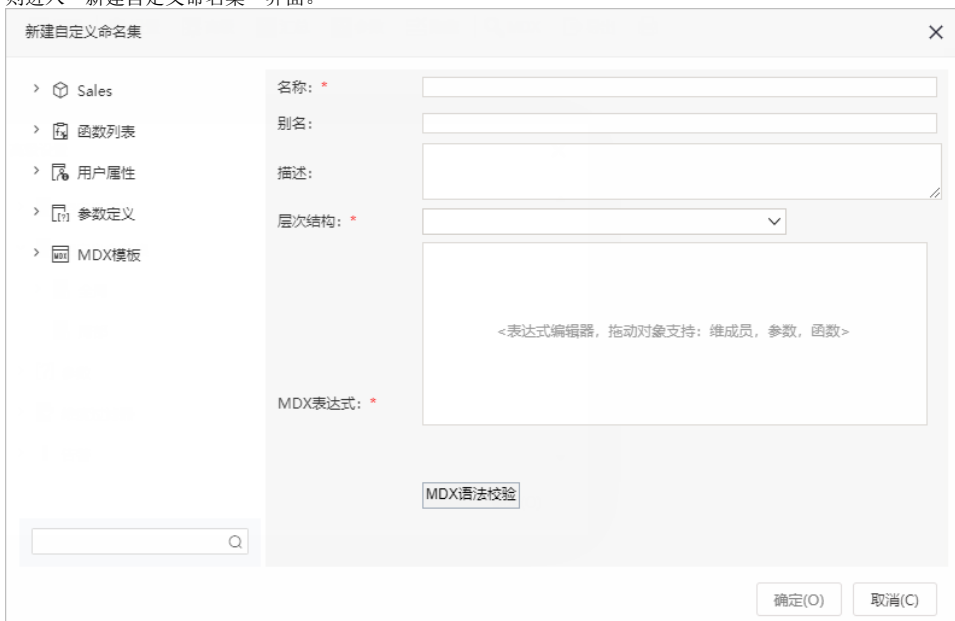 则进入“新建自定义命名集”界面。
新建自定义命名集
Sales
函数列表
用户属性
参数定义
MDX模板
名称: *
别名:
描述:
层次结构: *
<表达式编辑器, 拖动对象支持: 维成员, 参数, 函数>
MDX表达式: *
MDX语法校验
确定(O)
取消(C)